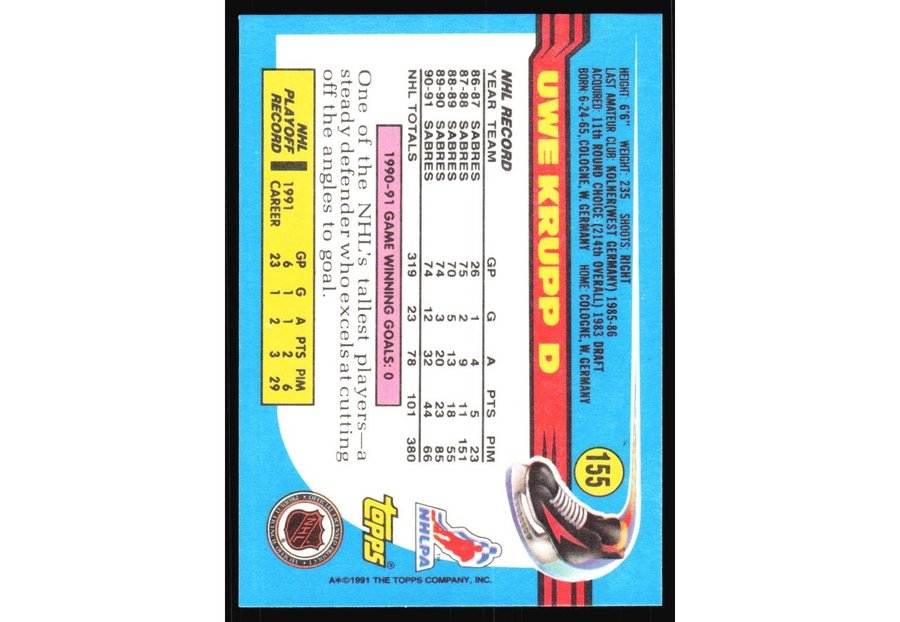 155
UWE KRUPP D
HEIGHT: 6'6" WEIGHT: 235 SHOOTS: RIGHT
LAST AMATEUR CLUB: KOLNER(WEST GERMANY) 1985-86
ACQUIRED: 11th ROUND CHOICE (214th OVERALL) 1983 DRAFT
BORN: 6-24-65, COLOGNE, W. GERMANY HOME: COLOGNE, W. GERMANY
NHL RECORD
YEAR TEAM GP G A PTS PIM
86-87 SABRES 26 1 4 5 23
87-88 SABRES 75 2 9 11 151
88-89 SABRES 70 5 13 18 55
89-90 SABRES 74 3 20 23 85
90-91 SABRES 74 12 32 44 66
NHL TOTALS 319 23 78 101 380
1990-91 GAME WINNING GOALS: 0
One of the NHL's tallest players—a
steady defender who excels at cutting
off the angles to goal.
NHL PLAYOFF RECORD
GP G A PTS PIM
1991 6 1 1 2 6
CAREER 23 1 2 3 29
NHLPA™
TOPPS®
NHL
OFFICIAL LICENSED PRODUCT
A✻©1991 THE TOPPS COMPANY, INC.